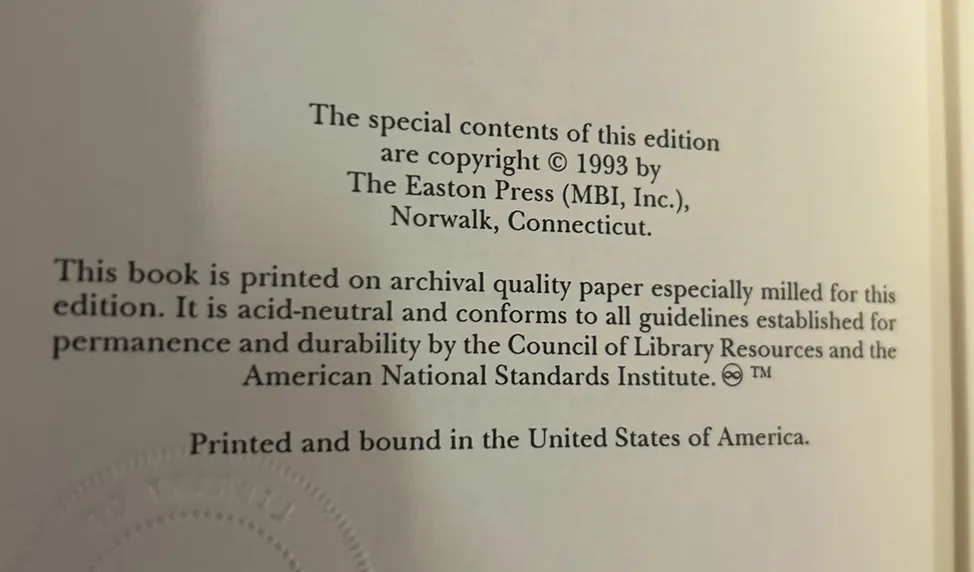 The special contents of this edition
are copyright © 1993 by
The Easton Press (MBI, Inc.),
Norwalk, Connecticut.
This book is printed on archival quality paper especially milled for this
edition. It is acid-neutral and conforms to all guidelines established for
permanence and durability by the Council of Library Resources and the
American National Standards Institute. ♾ ™
Printed and bound in the United States of America.
LIBRARY OF